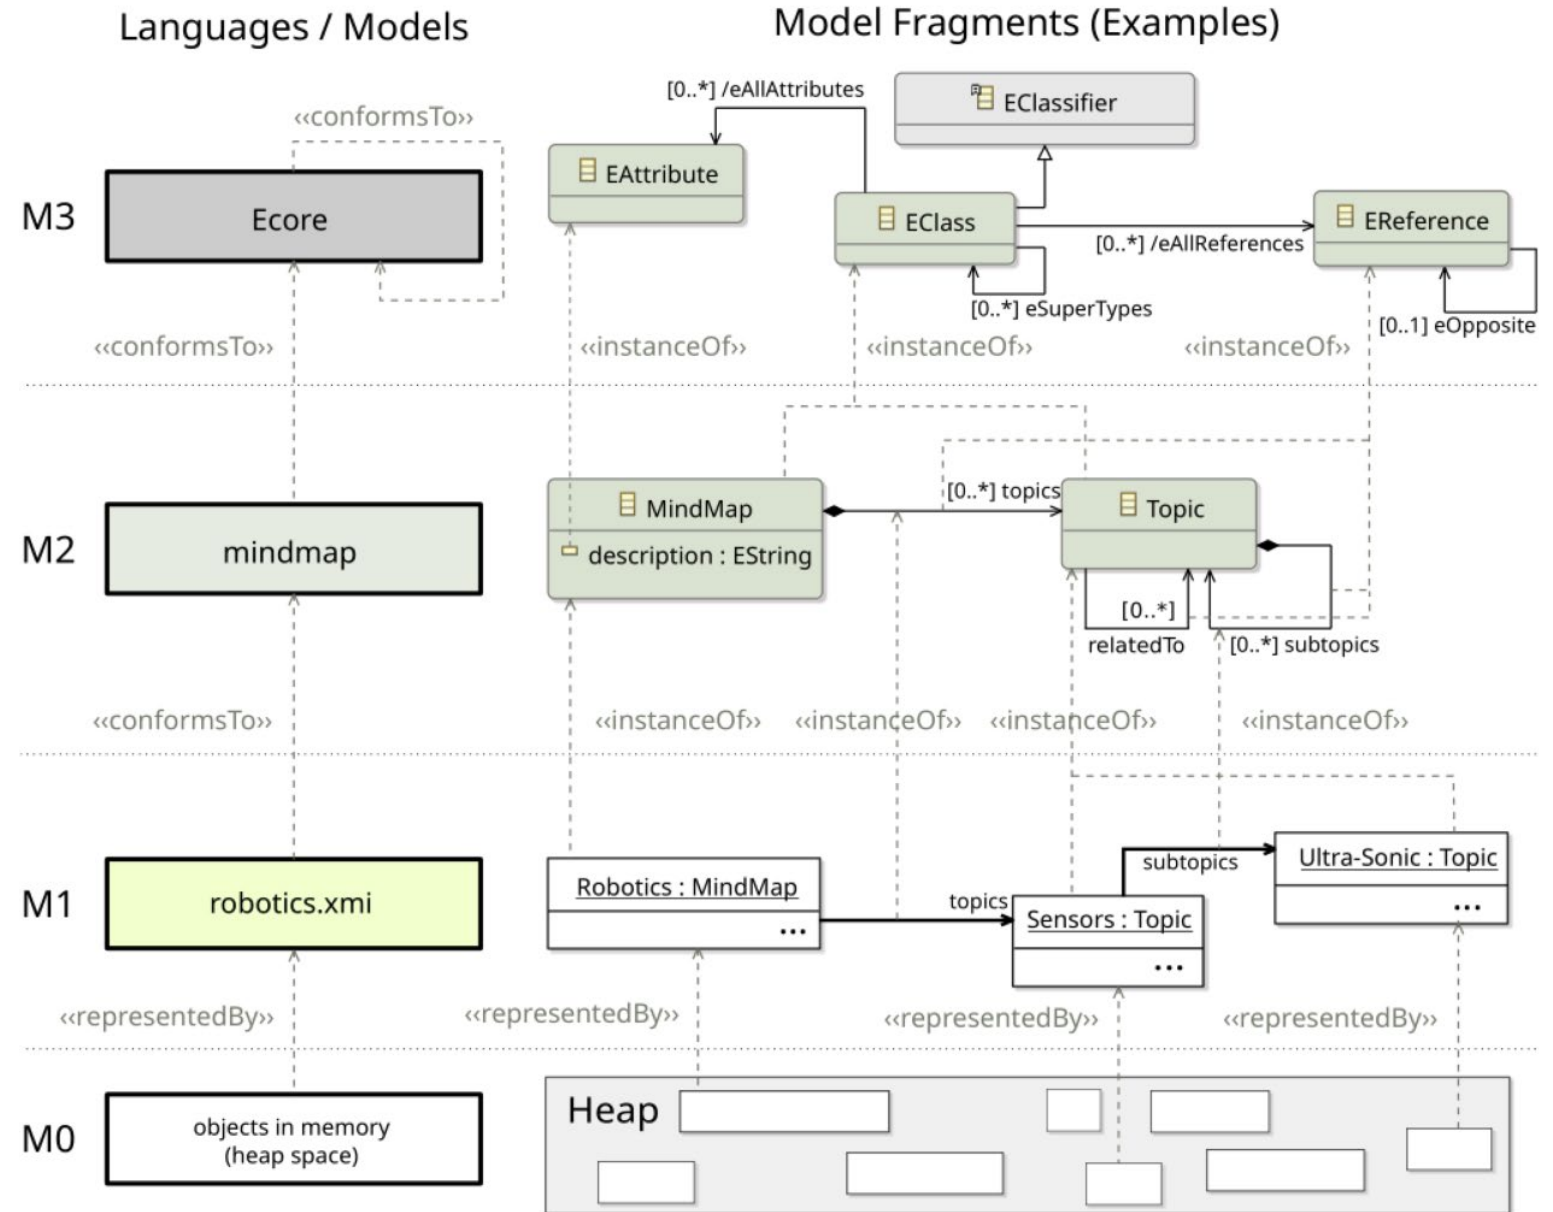 Languages / Models
Model Fragments (Examples)
M3
‹‹conformsTo››
Ecore
[0..*] /eAllAttributes
EClassifier
EAttribute
EClass
[0..*] /eAllReferences
EReference
[0..*] eSuperTypes
[0..1] eOpposite
‹‹conformsTo››
‹‹instanceOf››
‹‹instanceOf››
‹‹instanceOf››
M2
mindmap
MindMap
description : EString
[0..*] topics
Topic
[0..*]
relatedTo
[0..*] subtopics
‹‹conformsTo››
‹‹instanceOf››
‹‹instanceOf››
‹‹instanceOf››
‹‹instanceOf››
M1
robotics.xmi
Robotics : MindMap
...
topics
Sensors : Topic
...
subtopics
Ultra-Sonic : Topic
...
‹‹representedBy››
‹‹representedBy››
‹‹representedBy››
‹‹representedBy››
M0
objects in memory
(heap space)
Heap